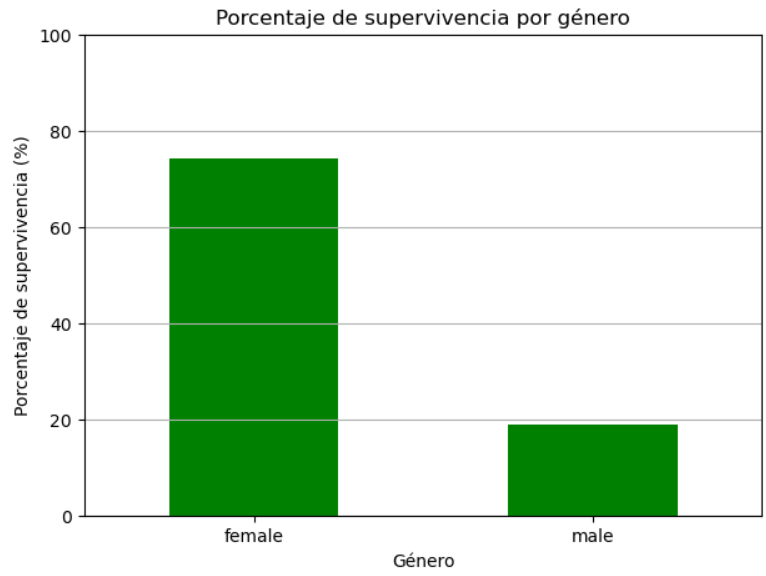 Porcentaje de supervivencia por género
Porcentaje de supervivencia (%)
100
80
60
40
20
0
female male
Género